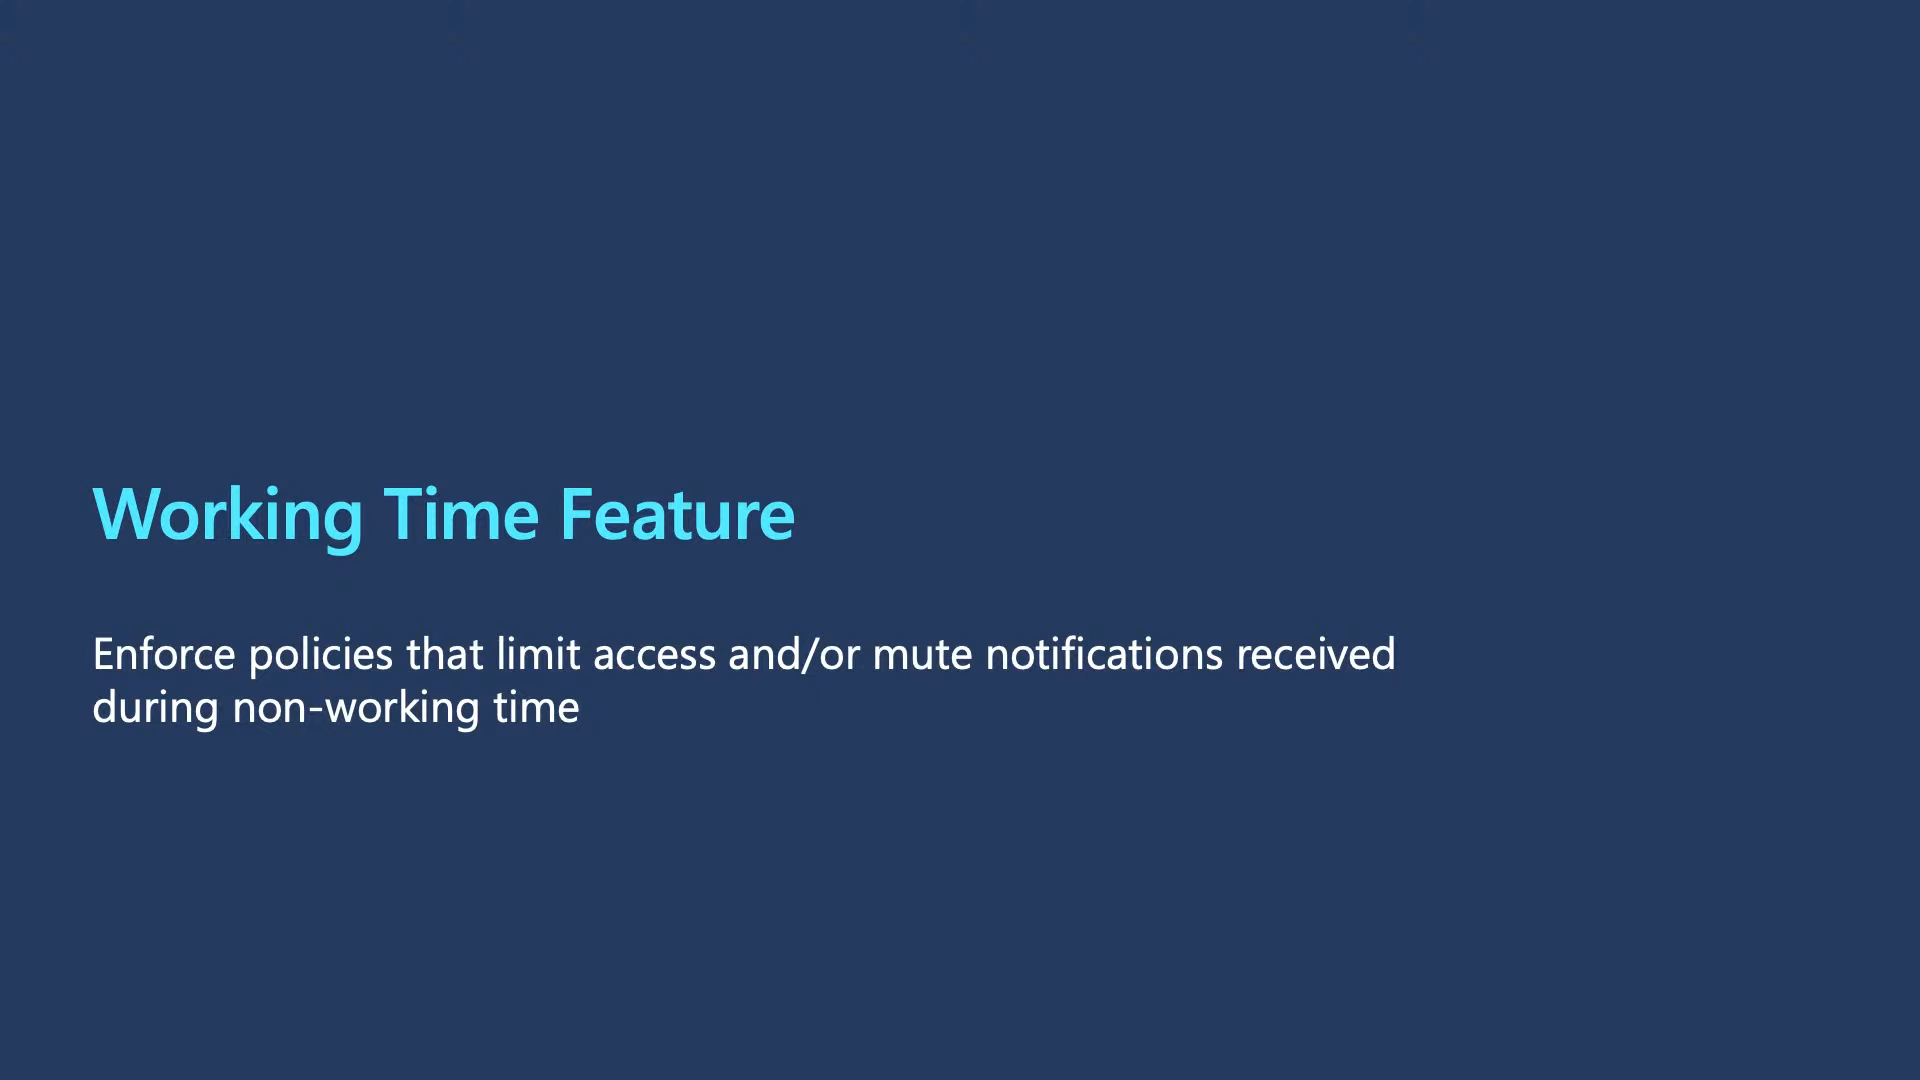 Working Time Feature
Enforce policies that limit access and/or mute notifications received
during non-working time